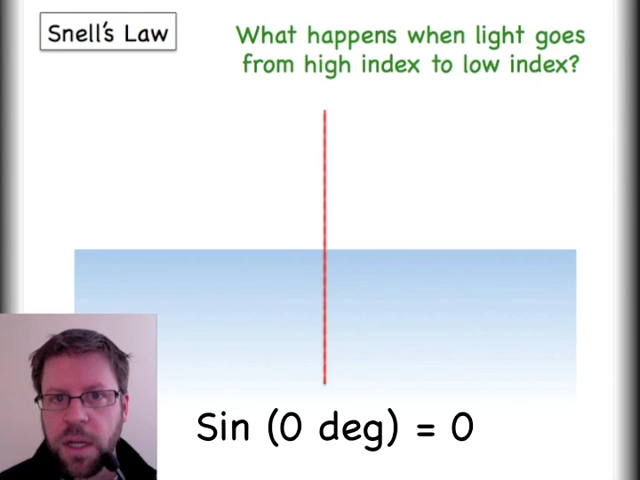 Snell's Law
What happens when light goes
from high index to low index?
Sin (0 deg) = 0